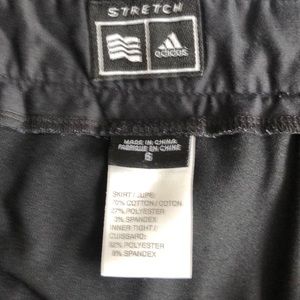 STRETCH
adidas
MADE IN CHINA
FABRIQUE EN CHINE
S
SKIRT / JUPE:
70% COTTON / COTON
27% POLYESTER
3% SPANDEX
INNER TIGHT /
CUISSARD:
92% POLYESTER
8% SPANDEX